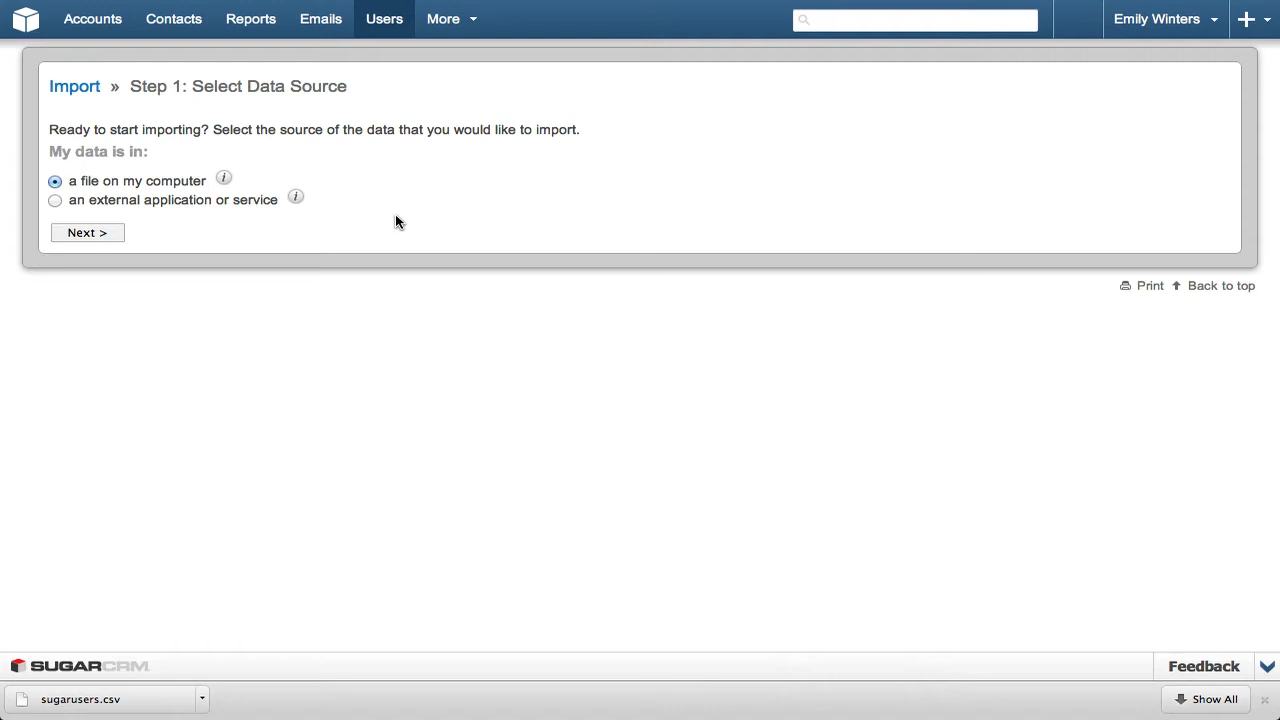 Accounts Contacts Reports Emails Users More Emily Winters
Import » Step 1: Select Data Source
Ready to start importing? Select the source of the data that you would like to import.
My data is in:
a file on my computer i
an external application or service i
Next >
Print Back to top
SUGARCRM Feedback
sugarusers.csv Show All